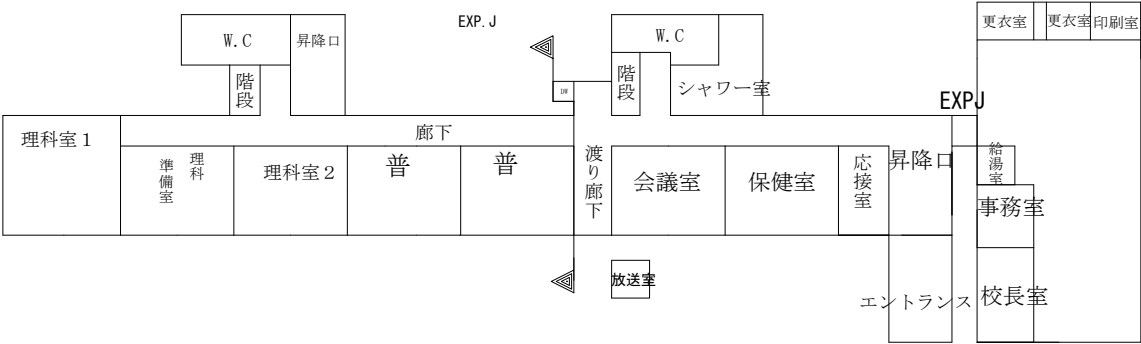 更衣室
更衣室
印刷室
EXP.J
W.C
昇降口
W.C
階段
階段
シャワー室
DW
EXPJ
廊下
理科室1
理科
準備室
理科室2
普
普
渡り廊下
会議室
保健室
応接室
昇降口
給湯室
事務室
放送室
エントランス
校長室